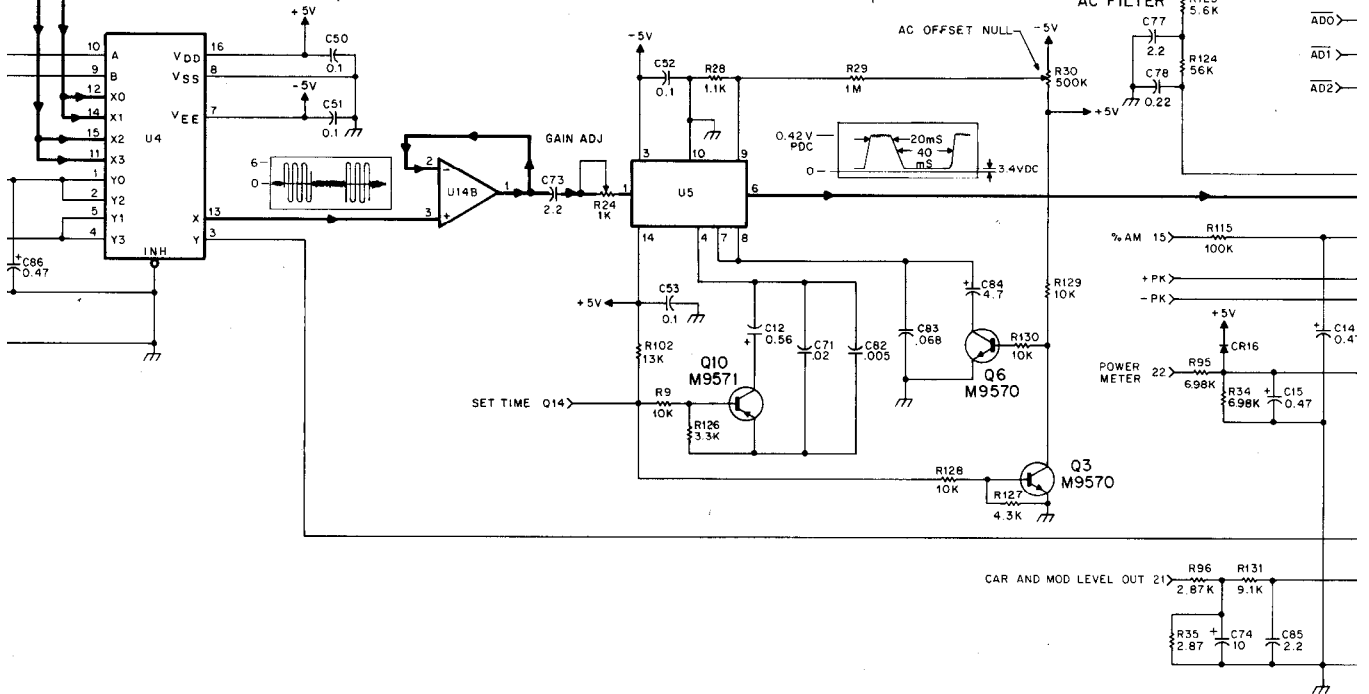 +5V
C50
0.1
10 A
9 B
12 X0
14 X1
15 X2
11 X3
1 Y0
2 Y2
5 Y1
4 Y3
U4
VDD 16
VSS 8
VEE 7
X 13
Y 3
INH
-5V
C51
0.1
C86
+
0.47
6
0
2
-
U14B
1
3
+
C73
2.2
GAIN ADJ
R24
1K
-5V
C52
0.1
R28
1.1K
R29
1M
AC OFFSET NULL
-5V
R30
500K
+5V
3
10
9
1
U5
6
14
4
7
8
0.42V
PDC
0
20mS
40
mS
3.4VDC
+5V
C53
0.1
R102
13K
SET TIME Q14
R9
10K
R126
3.3K
Q10
M9571
C12
0.56
+
C71
.02
C82
.005
C83
.068
+
C84
4.7
Q6
M9570
R130
10K
R129
10K
R128
10K
R127
4.3K
Q3
M9570
AC FILTER
5.6K
C77
2.2
R124
56K
C78
0.22
AD0
AD1
AD2
% AM 15
R115
100K
+PK
-PK
+5V
CR16
POWER
METER 22
R95
6.98K
R34
6.98K
+
C15
0.47
+
C14
CAR AND MOD LEVEL OUT 21
R96
2.87K
R131
9.1K
R35
2.87
+
C74
10
C85
2.2